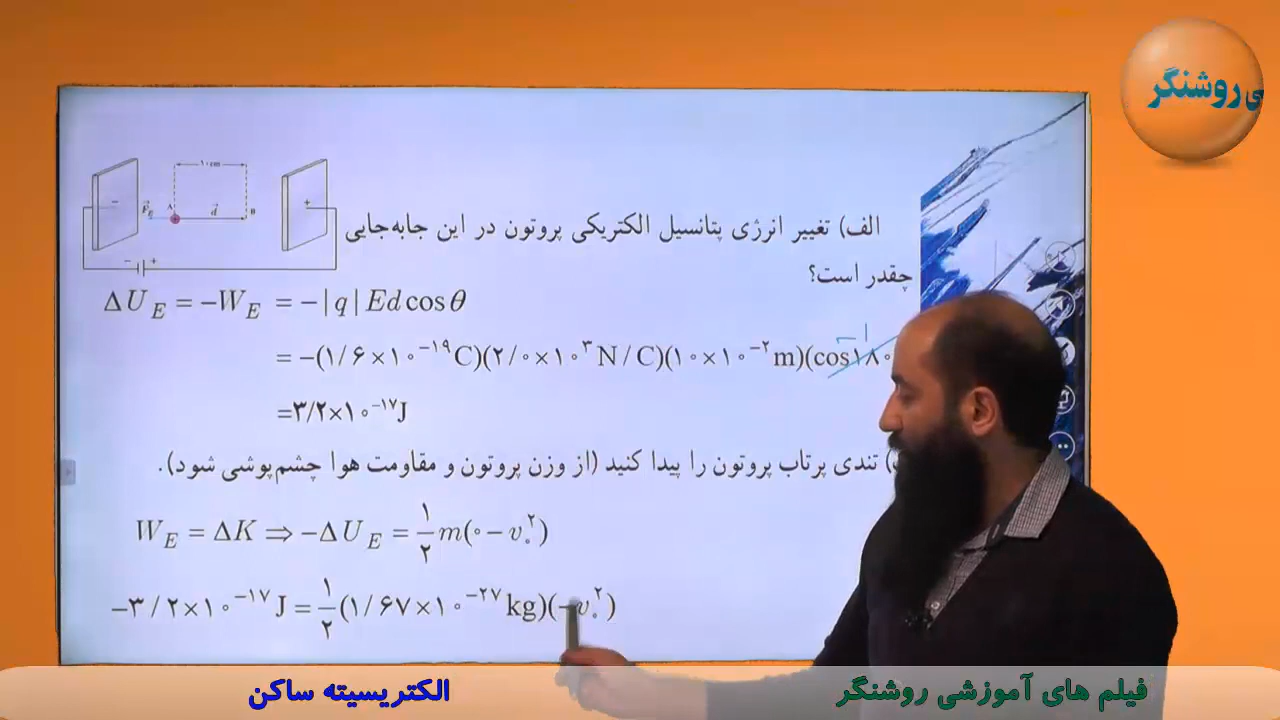 ی روشنگر
۱۰cm
− F⃗E A d⃗ B +
− +
الف) تغییر انرژی پتانسیل الکتریکی پروتون در این جابه‌جایی
چقدر است؟
ΔU_E = −W_E = −|q| Ed cos θ
= −(۱/۶×۱۰^−۱۹ C)(۲/۰×۱۰^۳ N/C)(۱۰×۱۰^−۲ m)(cos۱۸۰
−۱
=۳/۲×۱۰^−۱۷ J
) تندی پرتاب پروتون را پیدا کنید (از وزن پروتون و مقاومت هوا چشم‌پوشی شود).
W_E = ΔK ⇒ −ΔU_E = ۱/۲ m(۰ − v۰^۲)
−۳/۲×۱۰^−۱۷ J = ۱/۲ (۱/۶۷×۱۰^−۲۷ kg)(−v۰^۲)
فیلم های آموزشی روشنگر
الکتریسیته ساکن